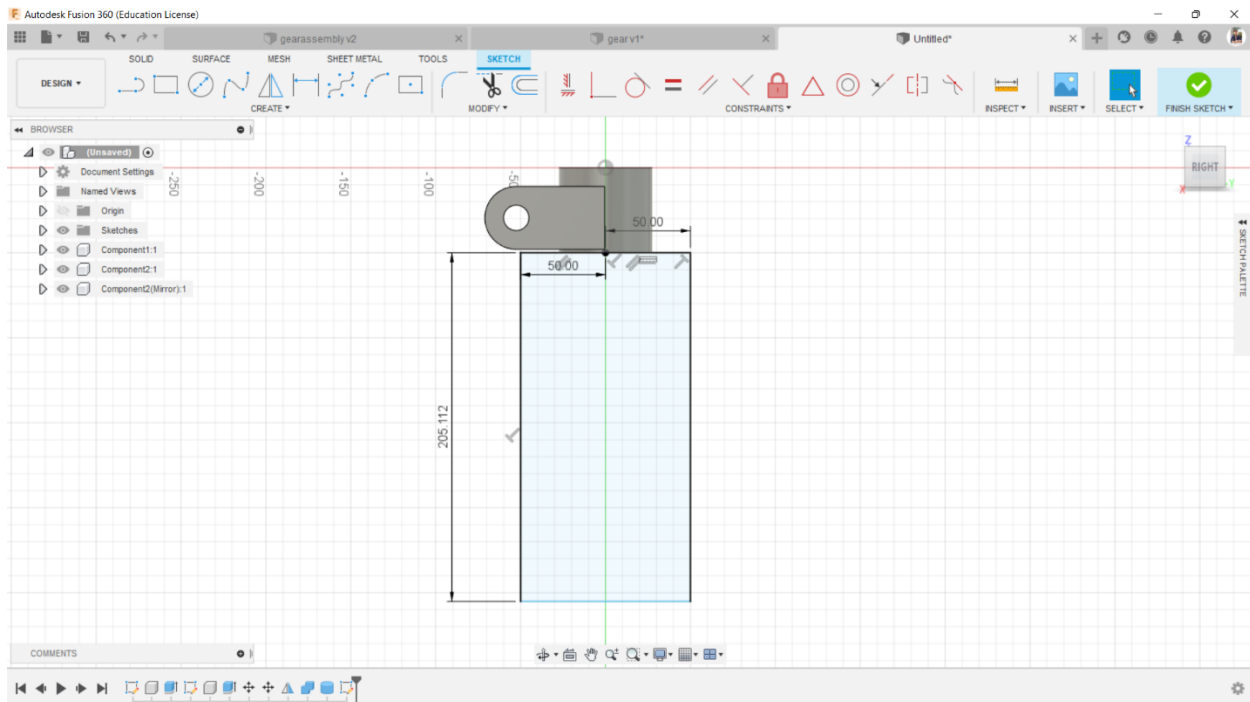 Autodesk Fusion 360 (Education License)
gearassembly v2
gear v1*
Untitled*
SOLID SURFACE MESH SHEET METAL TOOLS SKETCH
DESIGN
CREATE MODIFY CONSTRAINTS INSPECT INSERT SELECT FINISH SKETCH
BROWSER
(Unsaved)
Document Settings
Named Views
Origin
Sketches
Component1:1
Component2:1
Component2(Mirror):1
-250
-200
-150
-100
-50
50.00
50.00
205.112
Z
RIGHT
X
Y
SKETCH PALETTE
COMMENTS